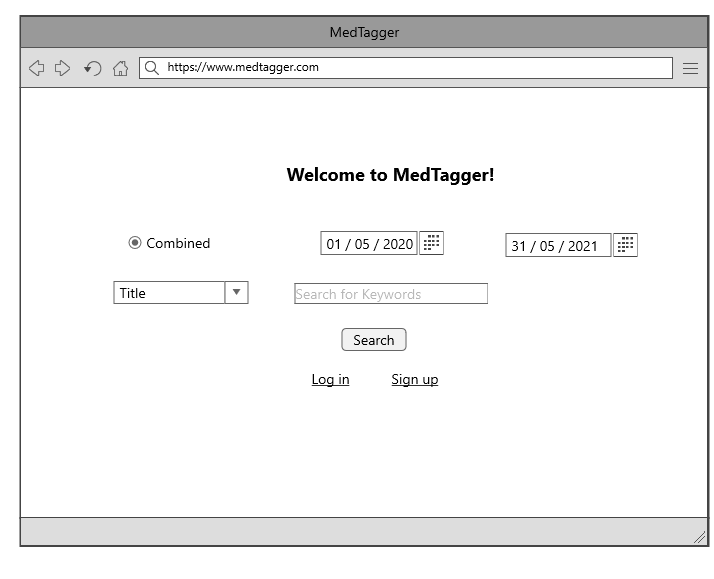 MedTagger
https://www.medtagger.com
Welcome to MedTagger!
Combined 01 / 05 / 2020 31 / 05 / 2021
Title Search for Keywords
Search
Log in Sign up